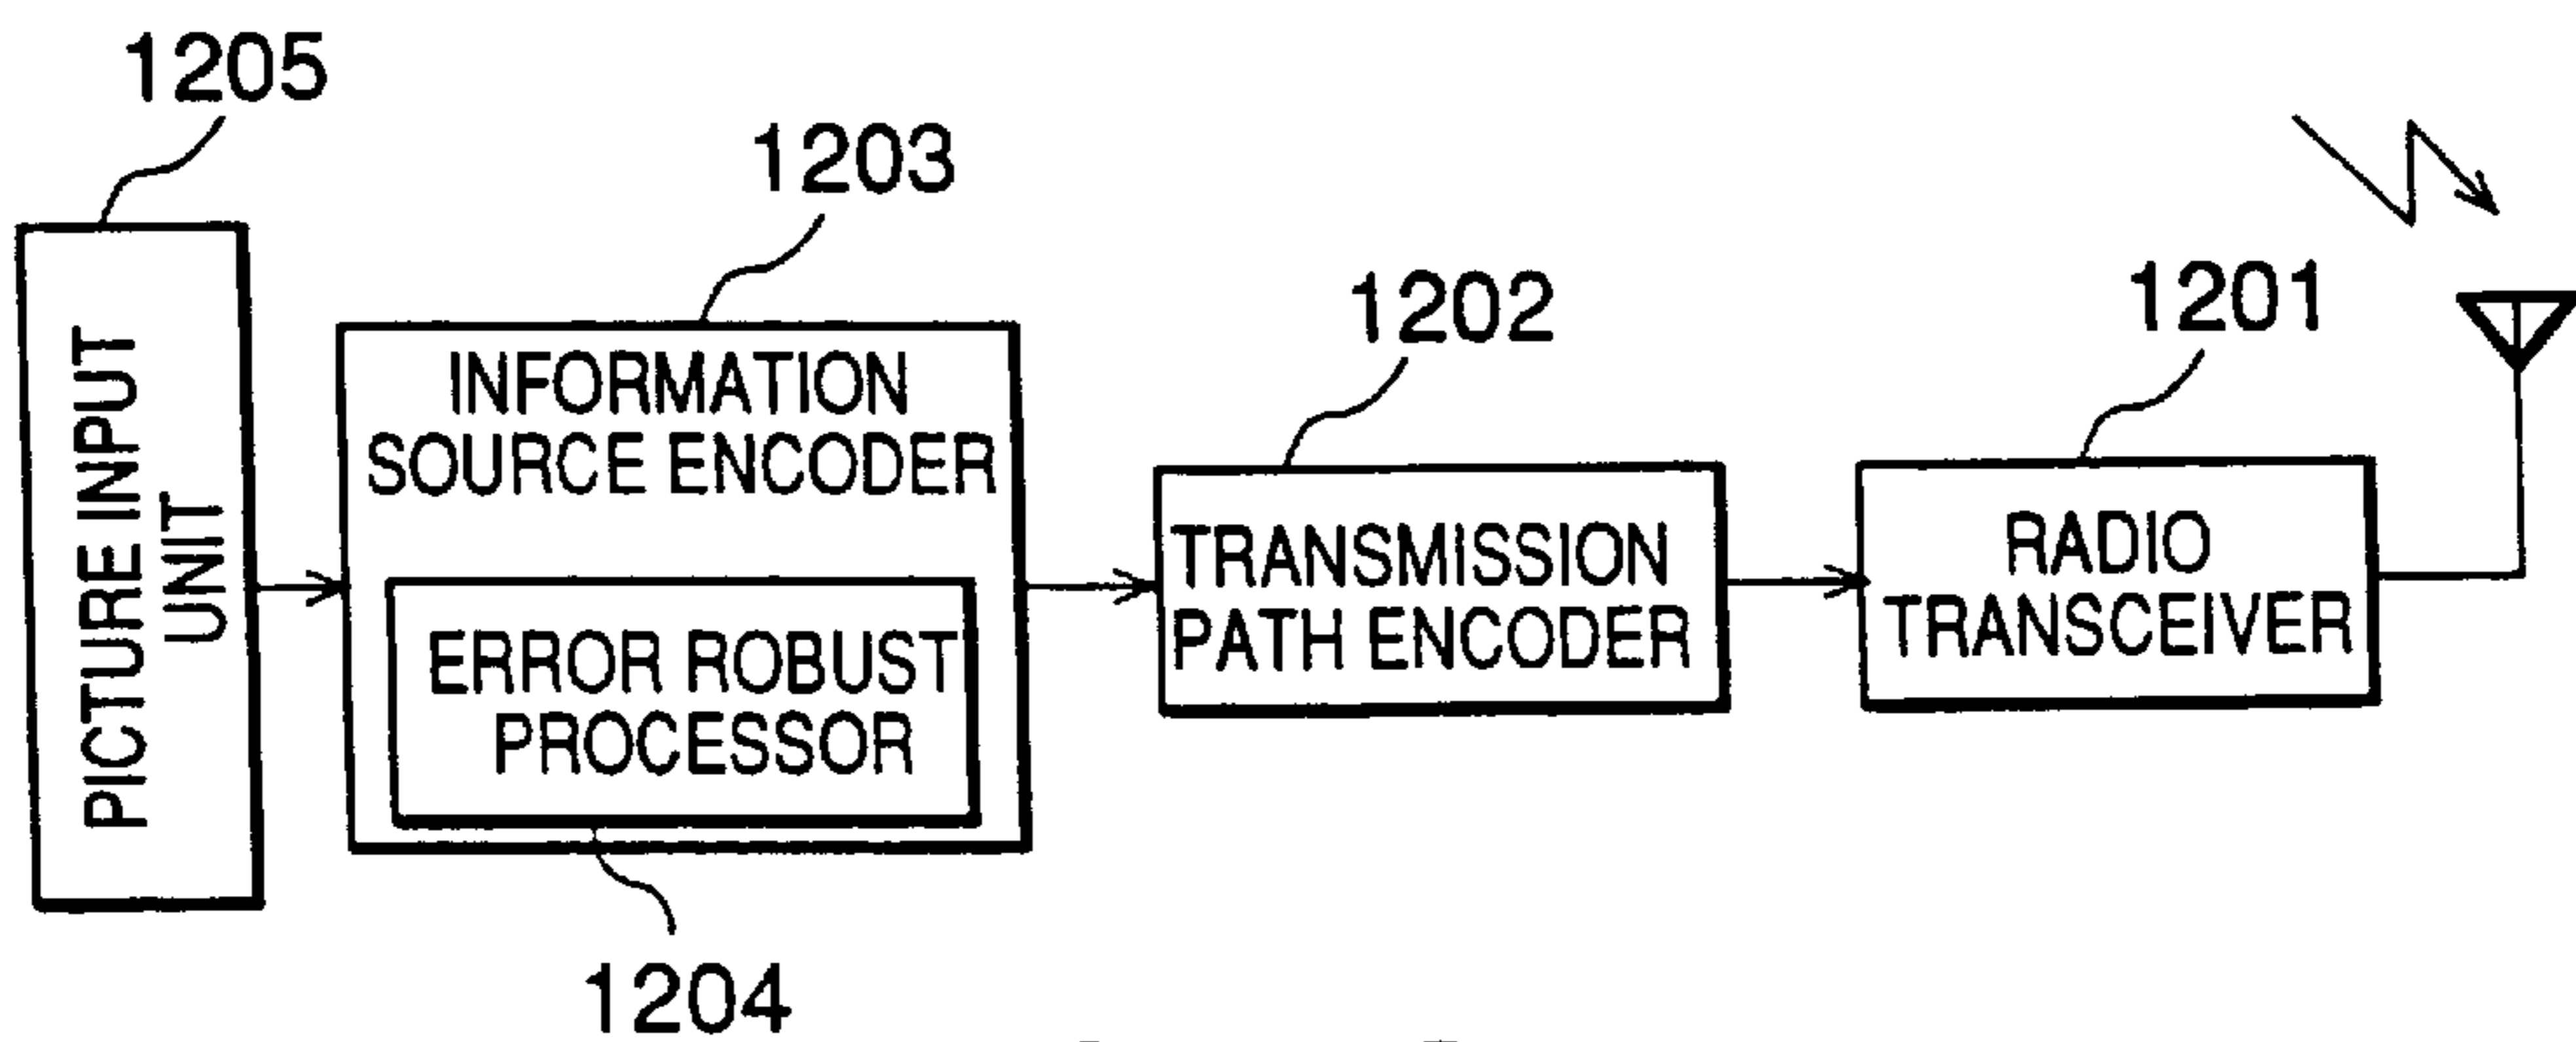 1205
1203
1202
1201
PICTURE INPUT
UNIT
INFORMATION
SOURCE ENCODER
ERROR ROBUST
PROCESSOR
TRANSMISSION
PATH ENCODER
RADIO
TRANSCEIVER
1204